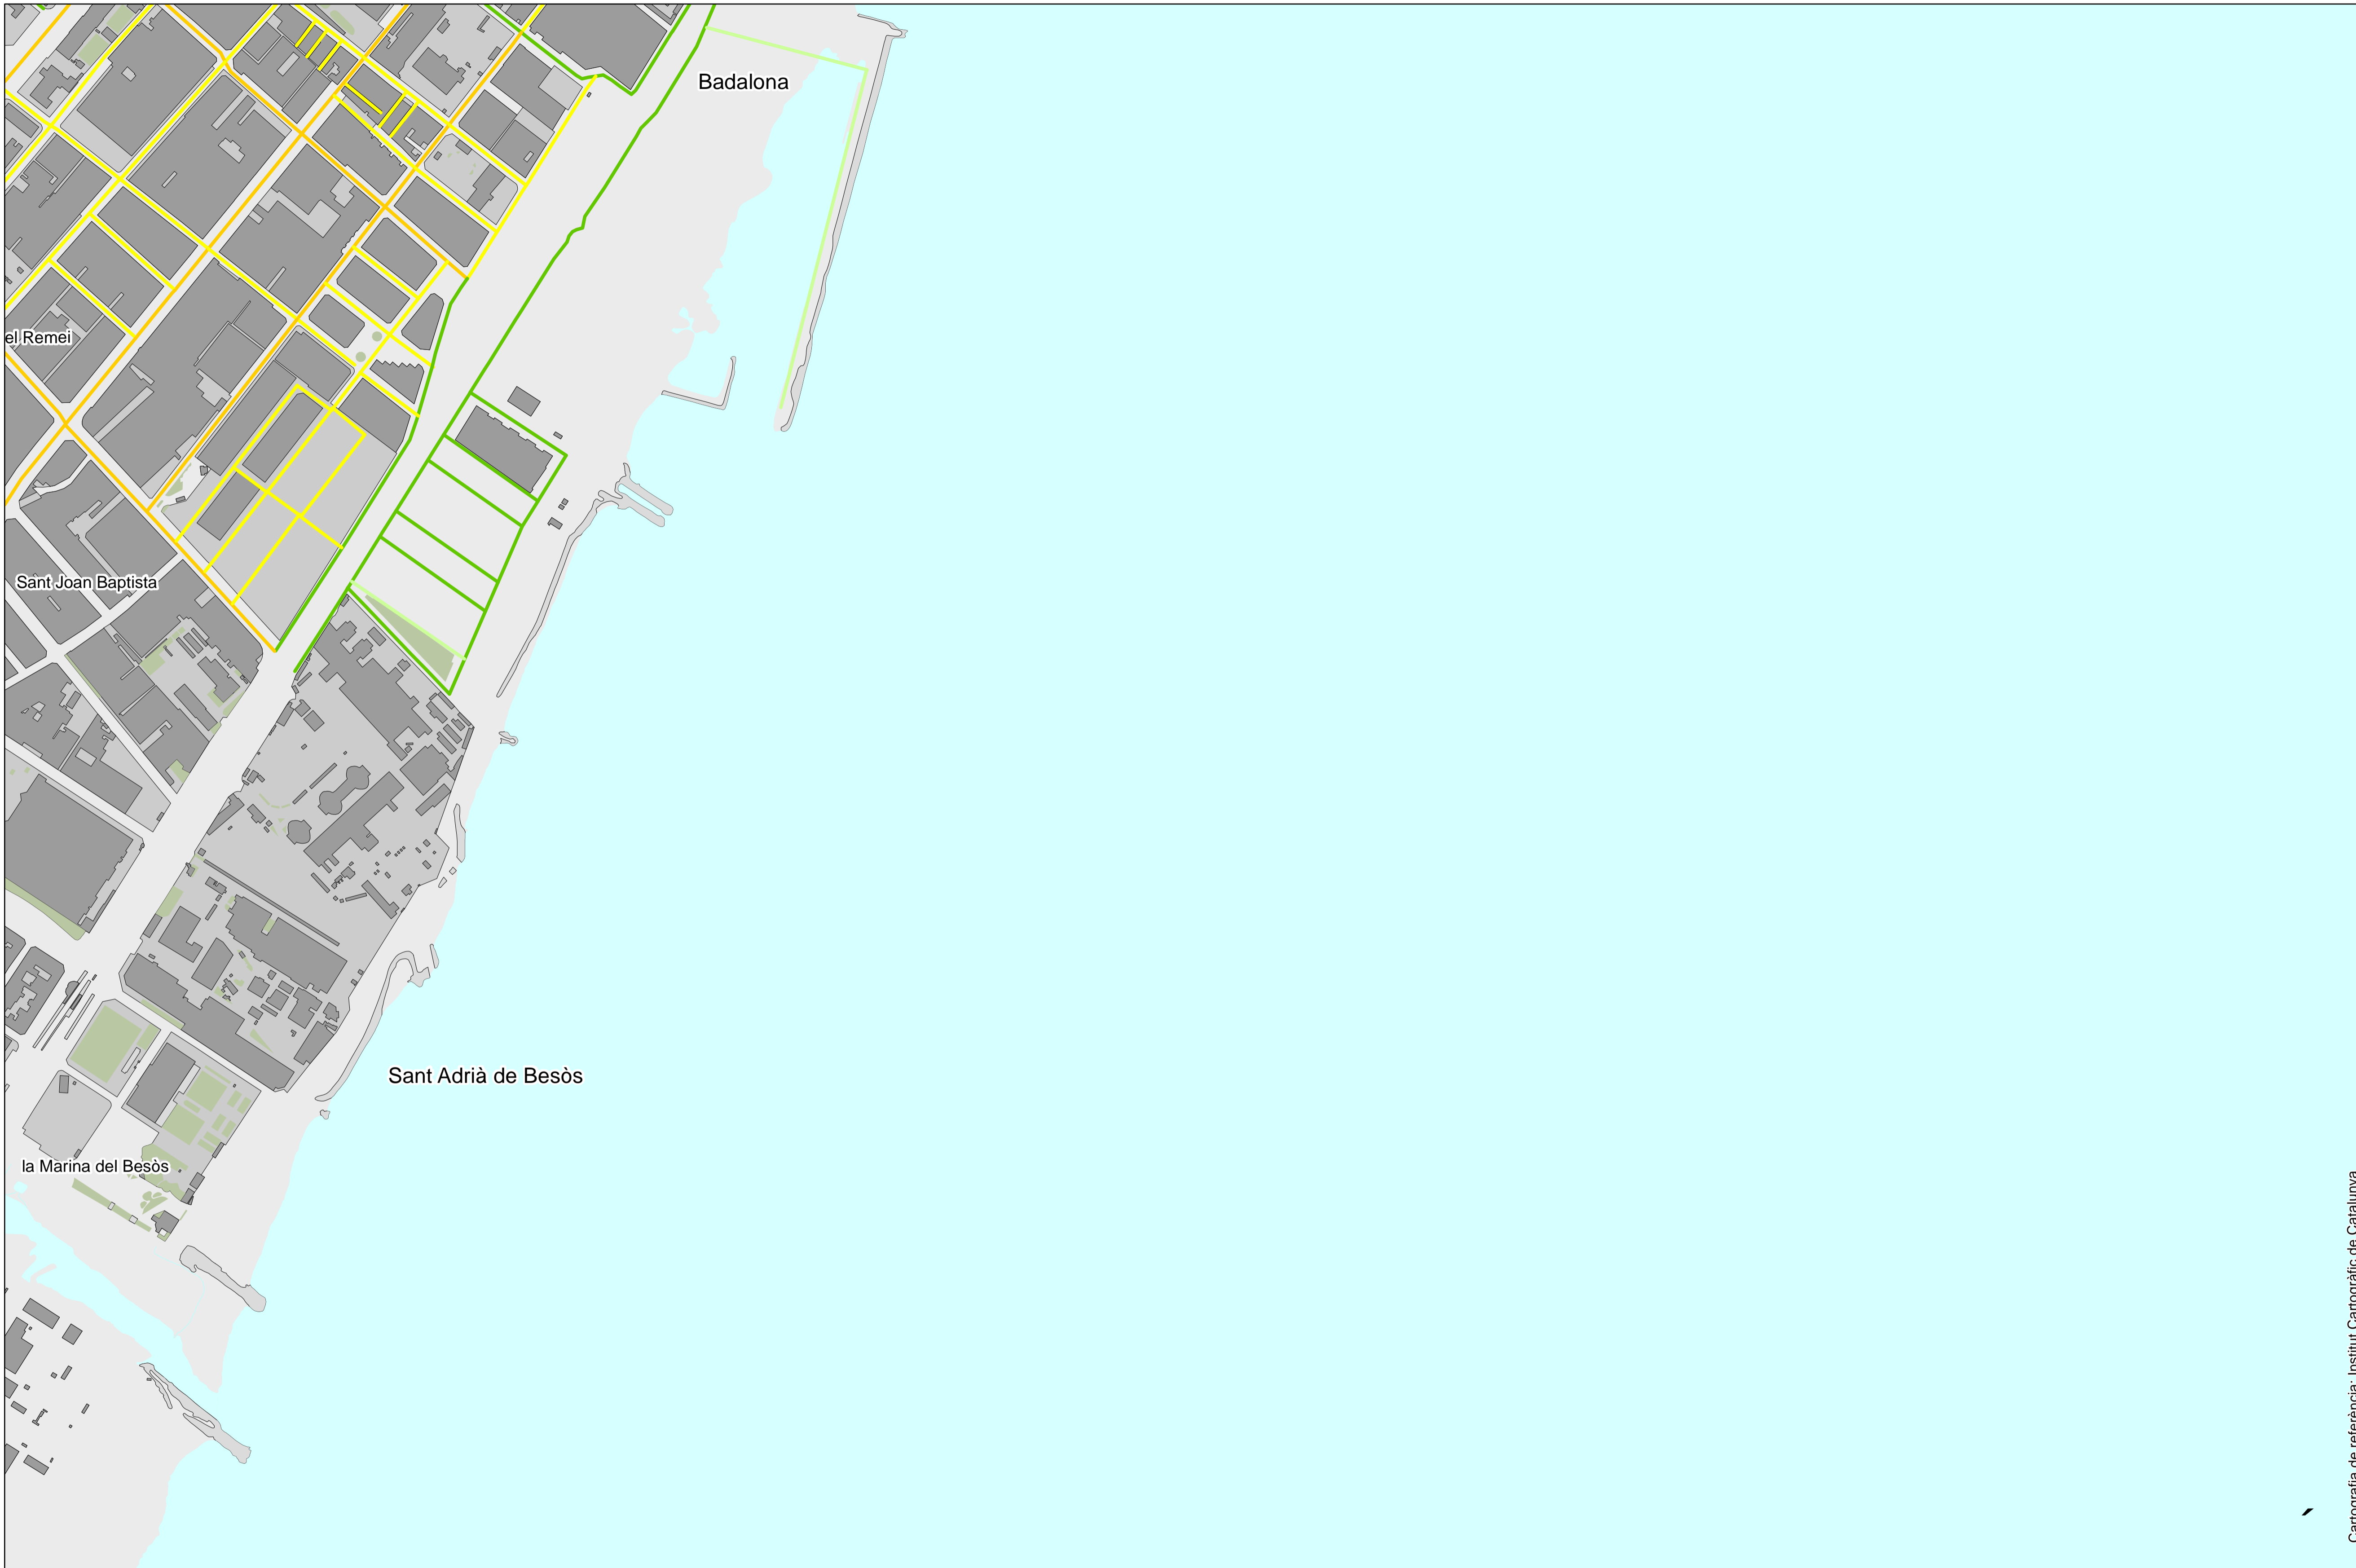 Badalona
el Remei
Sant Joan Baptista
Sant Adrià de Besòs
la Marina del Besòs
Cartografia de referència: Institut Cartogràfic de Catalunya